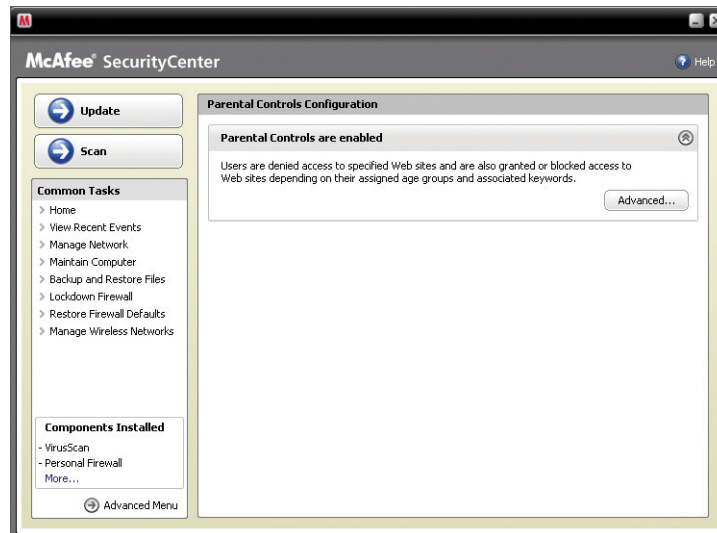 M
McAfee® SecurityCenter
Help
Update
Scan
Common Tasks
Home
View Recent Events
Manage Network
Maintain Computer
Backup and Restore Files
Lockdown Firewall
Restore Firewall Defaults
Manage Wireless Networks
Components Installed
- VirusScan
- Personal Firewall
More...
Advanced Menu
Parental Controls Configuration
Parental Controls are enabled
Users are denied access to specified Web sites and are also granted or blocked access to
Web sites depending on their assigned age groups and associated keywords.
Advanced...